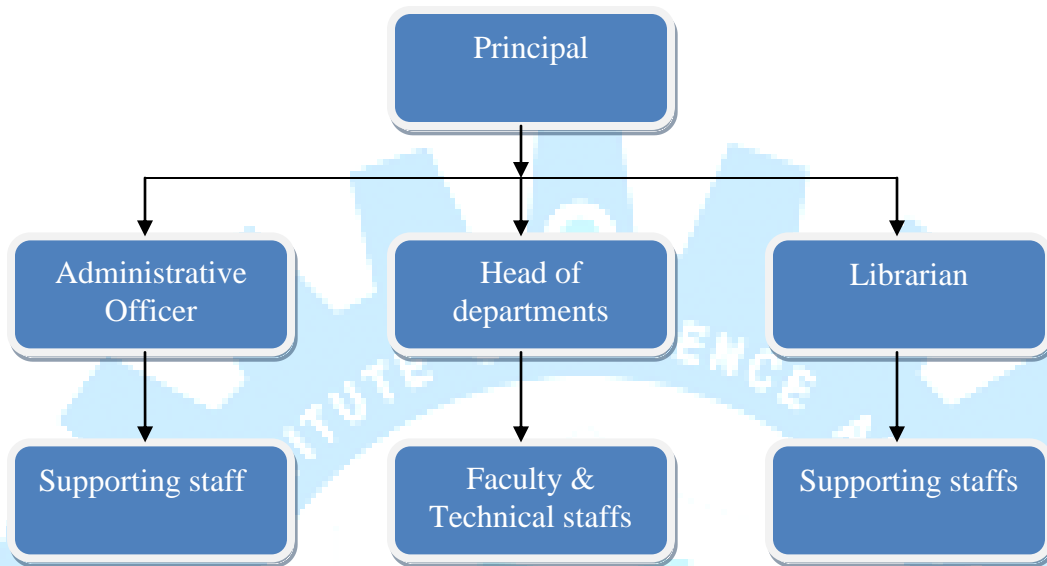 Principal
Administrative
Officer
Head of
departments
Librarian
Supporting staff
Faculty &
Technical staffs
Supporting staffs